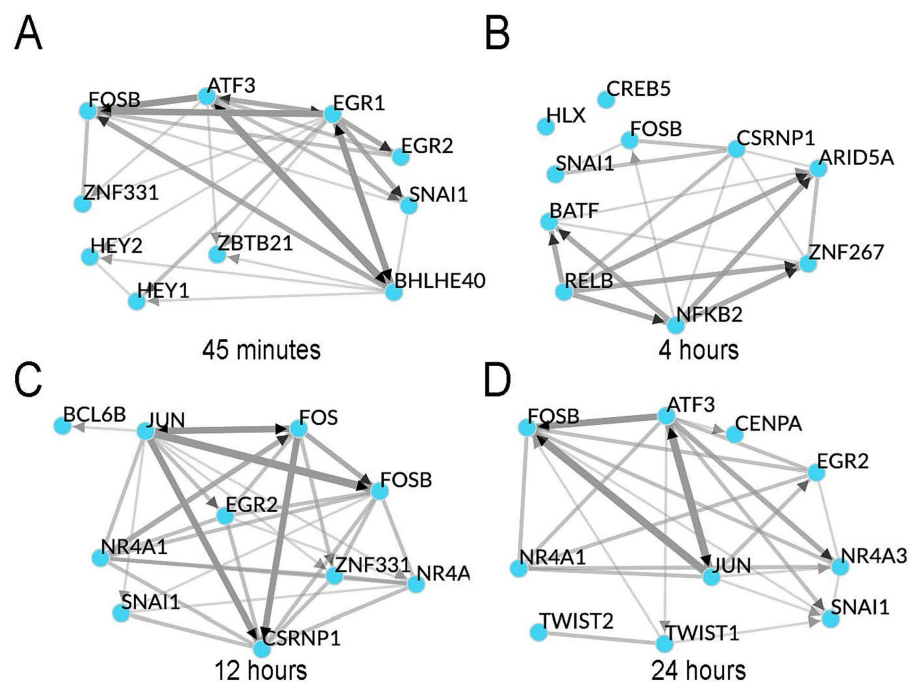 A
ATF3
FOSB
EGR1
EGR2
ZNF331
SNAI1
HEY2
ZBTB21
BHLHE40
HEY1
45 minutes
B
CREB5
HLX
FOSB
CSRNP1
SNAI1
ARID5A
BATF
ZNF267
RELB
NFKB2
4 hours
C
BCL6B
JUN
FOS
FOSB
EGR2
NR4A1
ZNF331
NR4A
SNAI1
CSRNP1
12 hours
D
ATF3
FOSB
CENPA
EGR2
NR4A1
JUN
NR4A3
SNAI1
TWIST2
TWIST1
24 hours